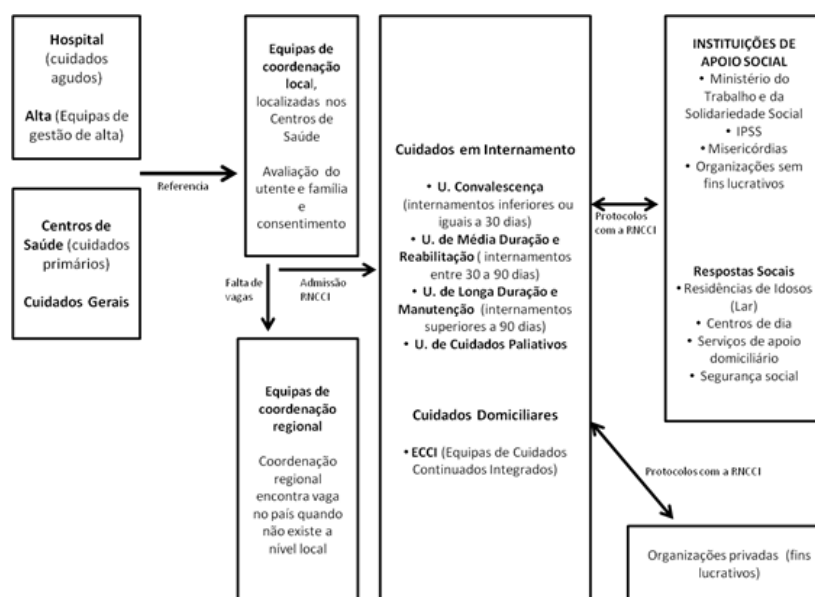 Hospital
(cuidados
agudos)
Alta (Equipas de
gestão de alta)
Centros de
Saúde (cuidados
primários)
Cuidados Gerais
Referencia
Equipas de
coordenação
local,
localizadas nos
Centros de
Saúde
Avaliação do
utente e família
e
consentimento
Falta de
vagas
Admissão
RNCCI
Equipas de
coordenação
regional
Coordenação
regional
encontra vaga
no país quando
não existe a
nível local
Cuidados em Internamento
• U. Convalescença
(internamentos inferiores ou
iguais a 30 dias)
• U. de Média Duração e
Reabilitação ( internamentos
entre 30 a 90 dias)
• U. de Longa Duração e
Manutenção (internamentos
superiores a 90 dias)
• U. de Cuidados Paliativos
Cuidados Domiciliares
• ECCI (Equipas de Cuidados
Continuados Integrados)
Protocolos
com a RNCCI
INSTITUIÇÕES DE
APOIO SOCIAL
• Ministério do
Trabalho e da
Solidariedade Social
• IPSS
• Misericórdias
• Organizações sem
fins lucrativos
Respostas Socais
• Residências de Idosos
(Lar)
• Centros de dia
• Serviços de apoio
domiciliário
• Segurança social
Protocolos com a RNCCI
Organizações privadas (fins
lucrativos)